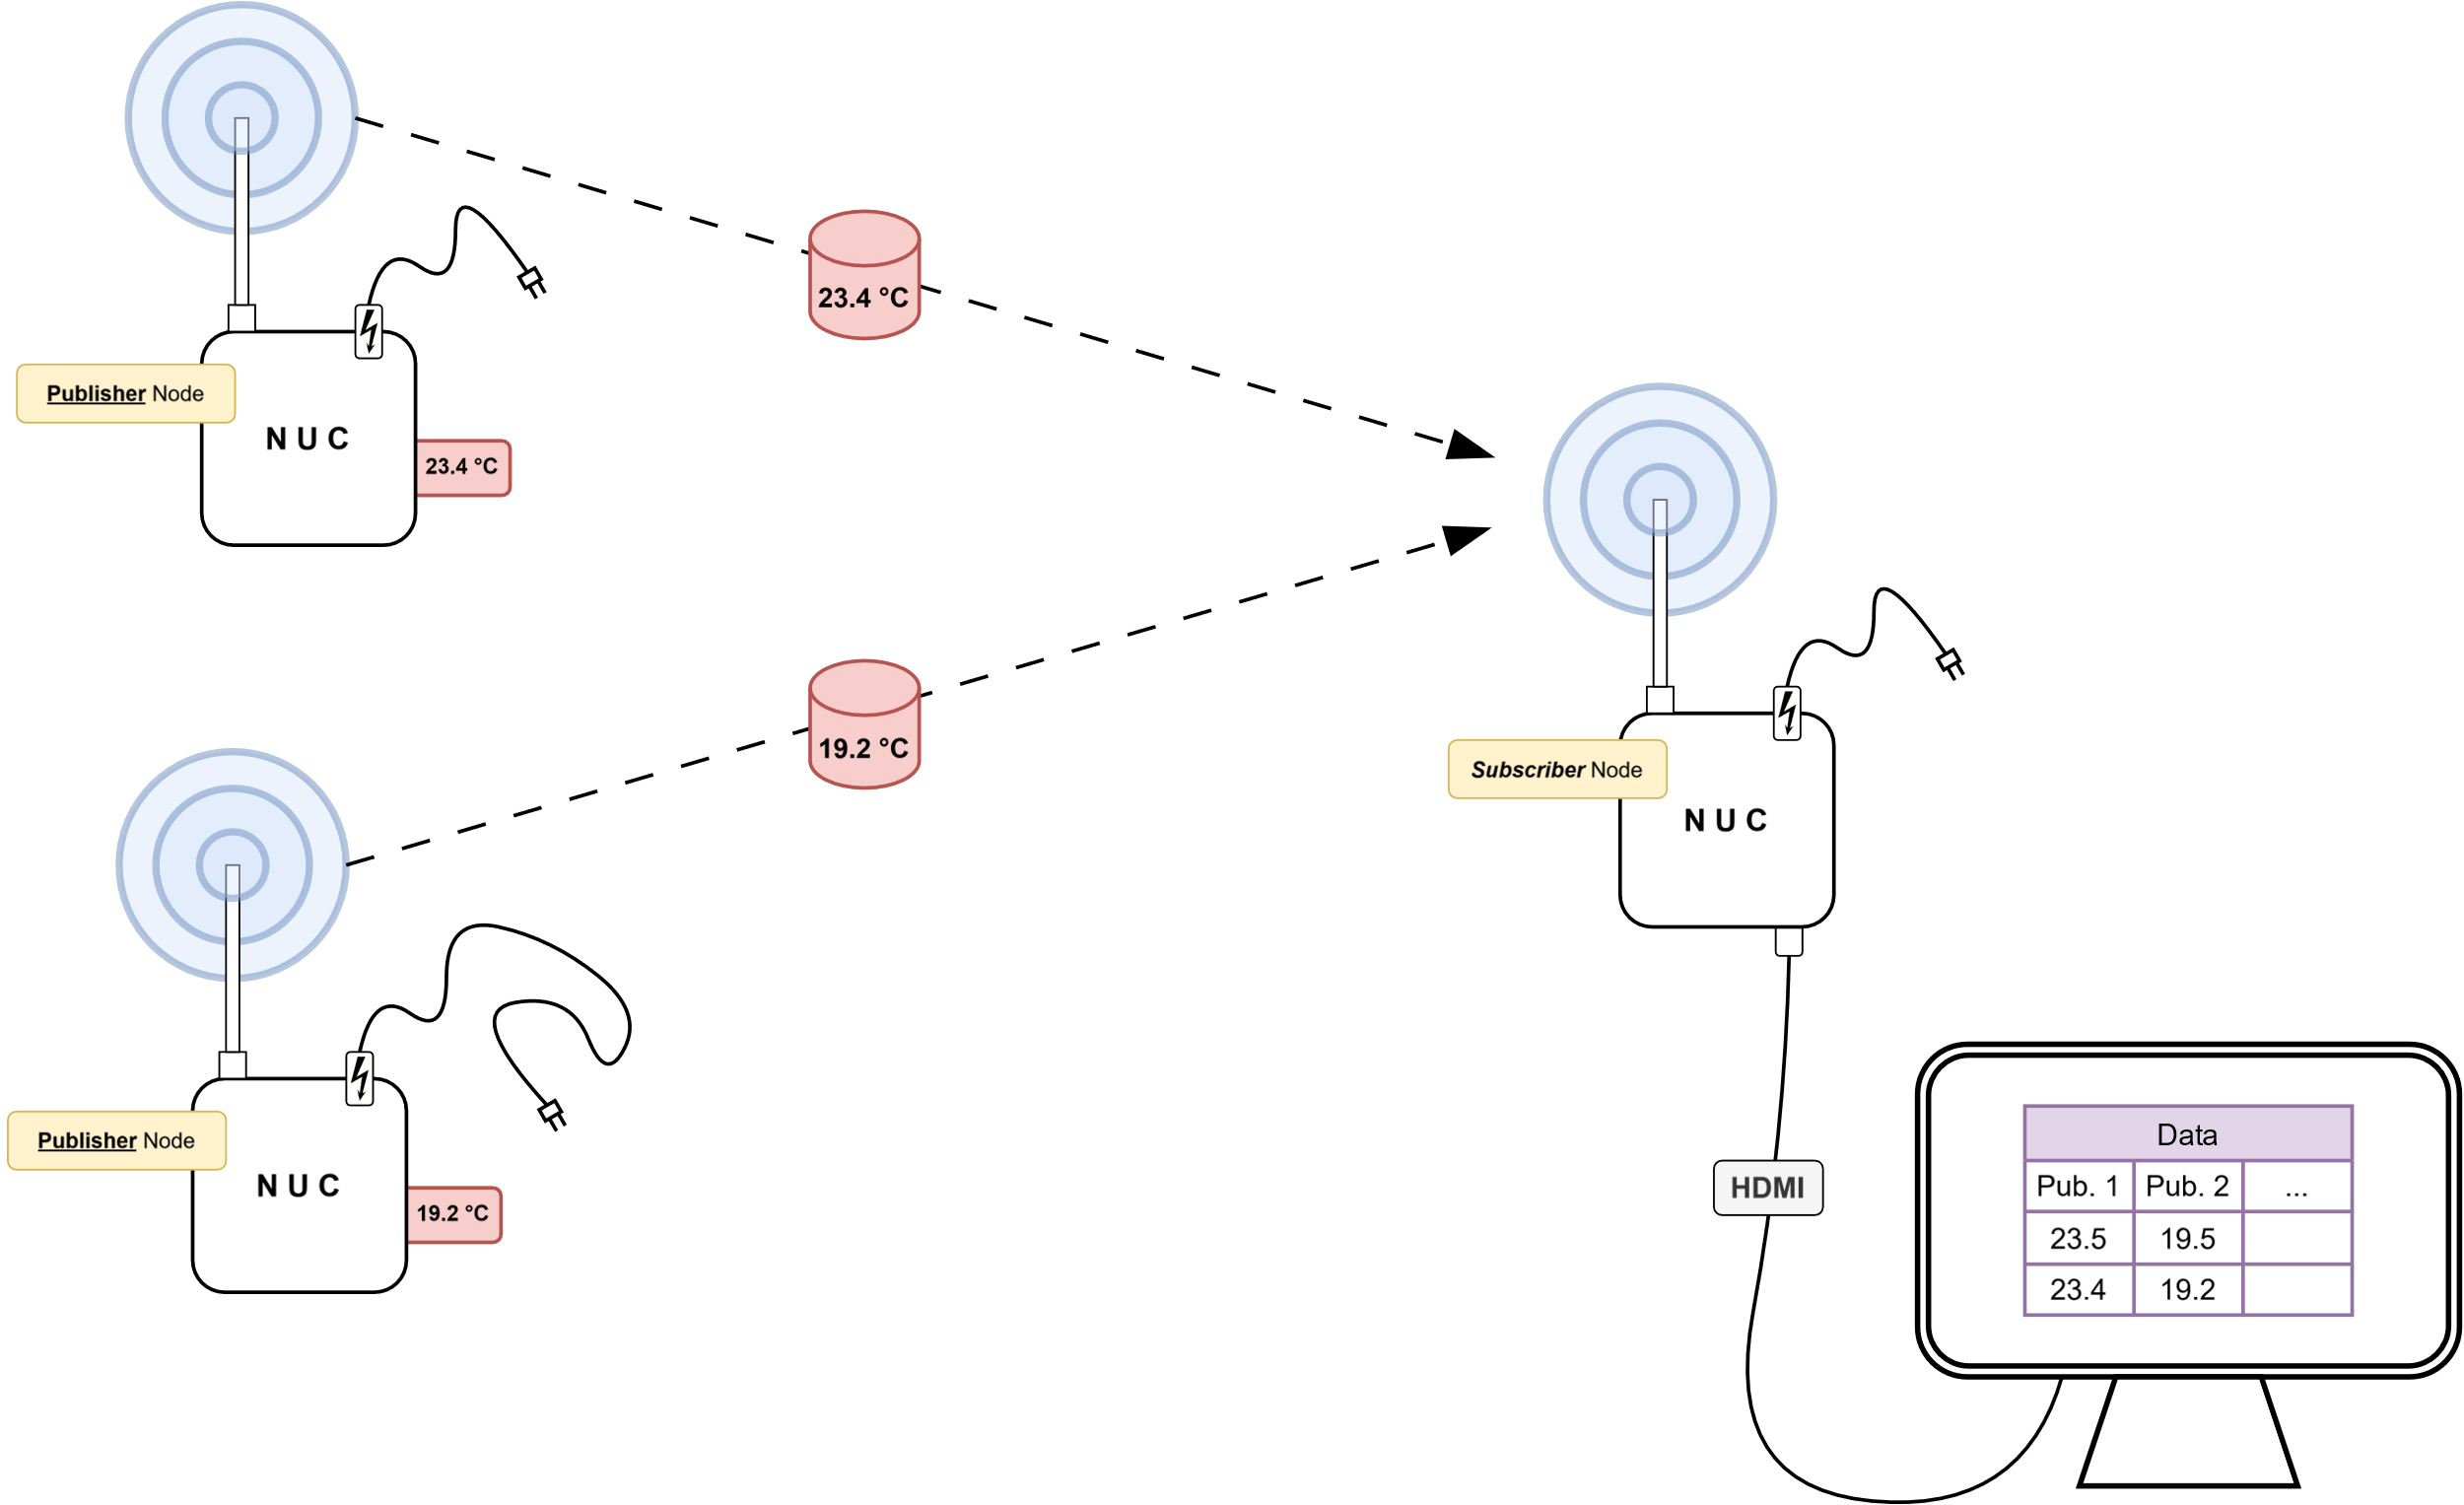 23.4 °C
Publisher Node
N U C
23.4 °C
19.2 °C
Subscriber Node
N U C
Publisher Node
N U C
19.2 °C
HDMI
Data
Pub. 1 Pub. 2 ...
23.5 19.5
23.4 19.2